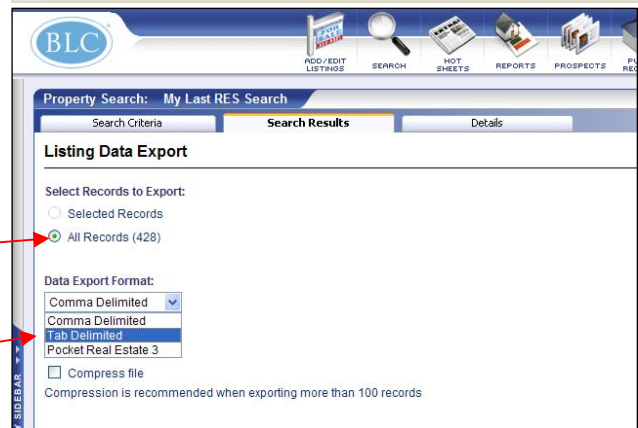 BLC
FOR
SALE
ADD/EDIT
LISTINGS
SEARCH
HOT
SHEETS
REPORTS
PROSPECTS
Property Search: My Last RES Search
Search Criteria
Search Results
Details
Listing Data Export
Select Records to Export:
Selected Records
All Records (428)
Data Export Format:
Comma Delimited
Comma Delimited
Tab Delimited
Pocket Real Estate 3
Compress file
Compression is recommended when exporting more than 100 records
SIDEBAR